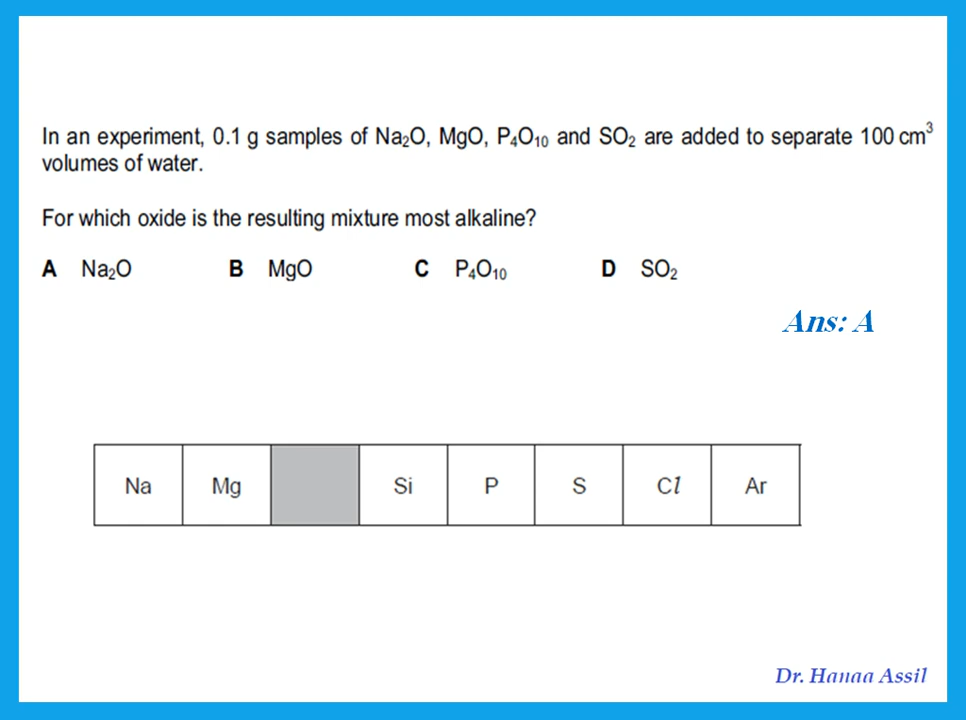 In an experiment, 0.1 g samples of Na₂O, MgO, P₄O₁₀ and SO₂ are added to separate 100 cm³
volumes of water.
For which oxide is the resulting mixture most alkaline?
A Na₂O B MgO C P₄O₁₀ D SO₂
Ans: A
Na Mg Si P S Cl Ar
Dr. Hanaa Assil